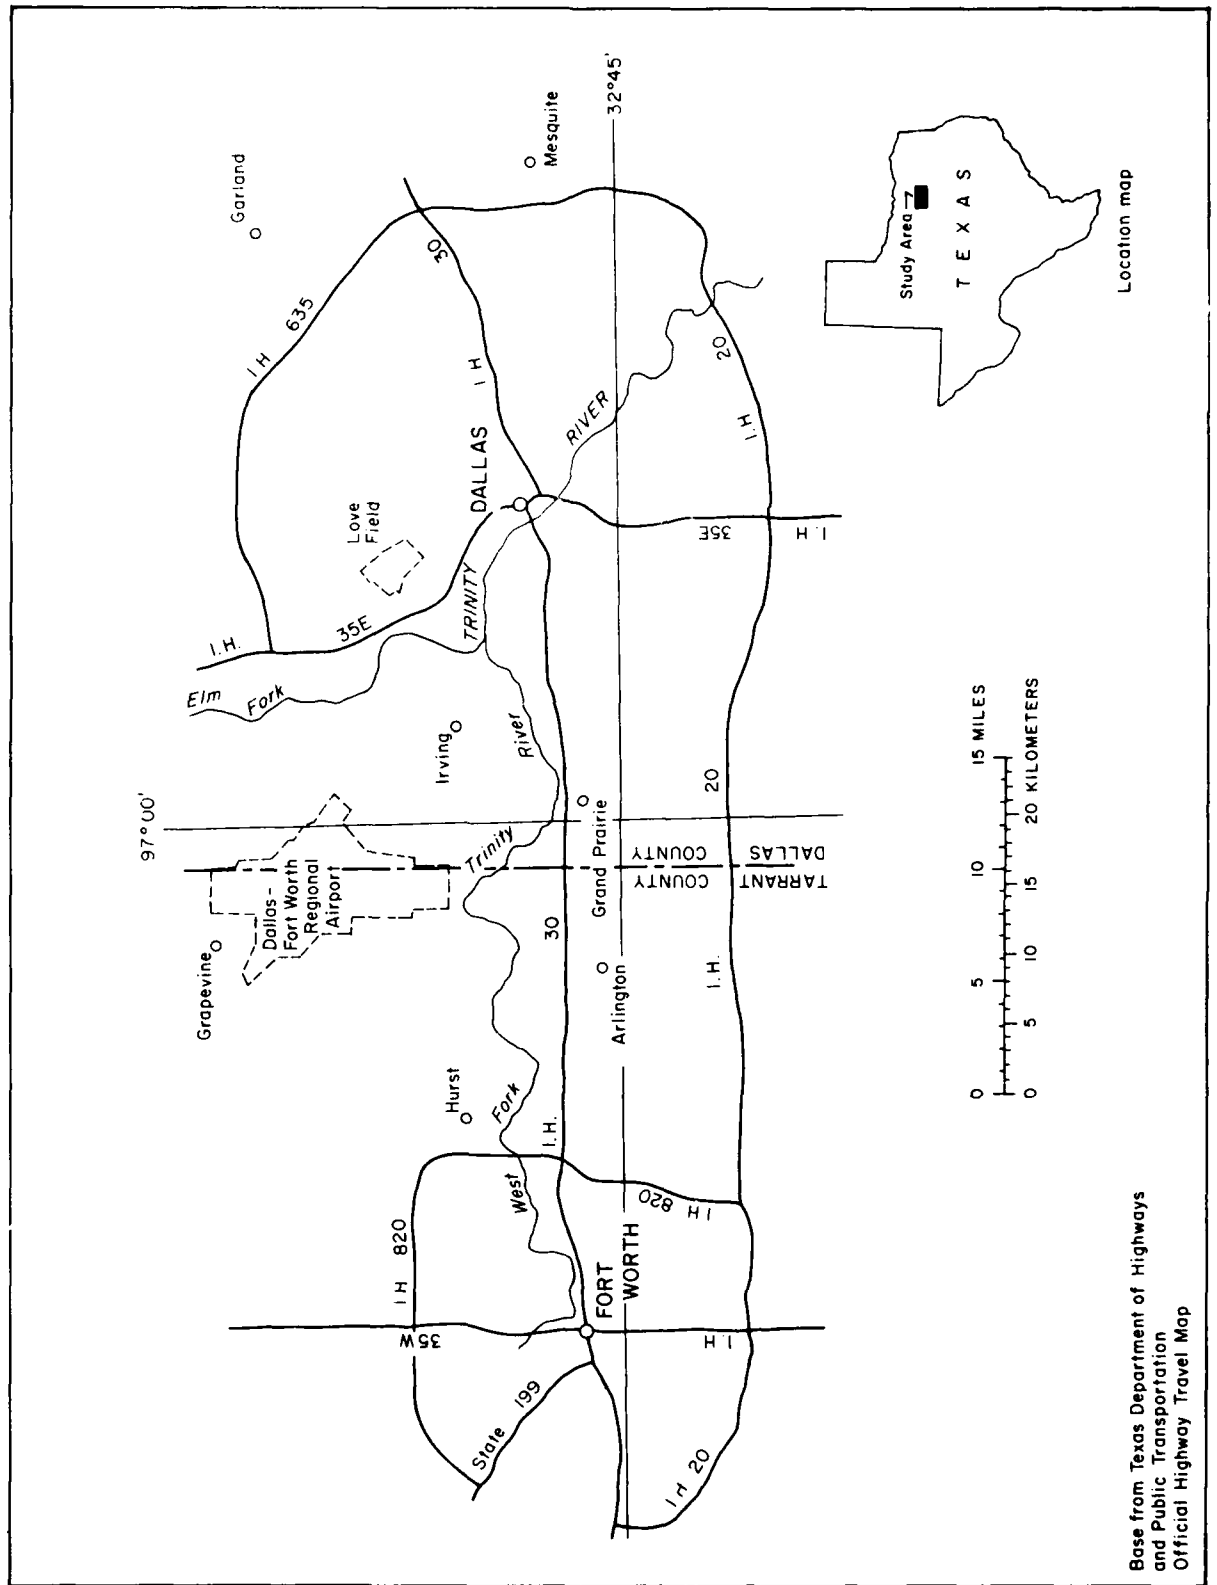 97°00'
Grapevine
Dallas -
Fort Worth
Regional
Airport
Elm
Fork
I.H.
35E
I H
635
Garland
Love
Field
Irving
Hurst
I H
820
35W
State
199
West
Fork
Trinity
River
TRINITY
RIVER
DALLAS
I H
30
Mesquite
32°45'
FORT
WORTH
I.H.
30
Arlington
Grand Prairie
TARRANT
COUNTY
DALLAS
COUNTY
I H
820
I.H.
I H 20
I.H.
20
35E
I.H
I.H
20
0
5
10
15 MILES
0
5
10
15
20 KILOMETERS
Study Area
TEXAS
Location map
Base from Texas Department of Highways
and Public Transportation
Official Highway Travel Map